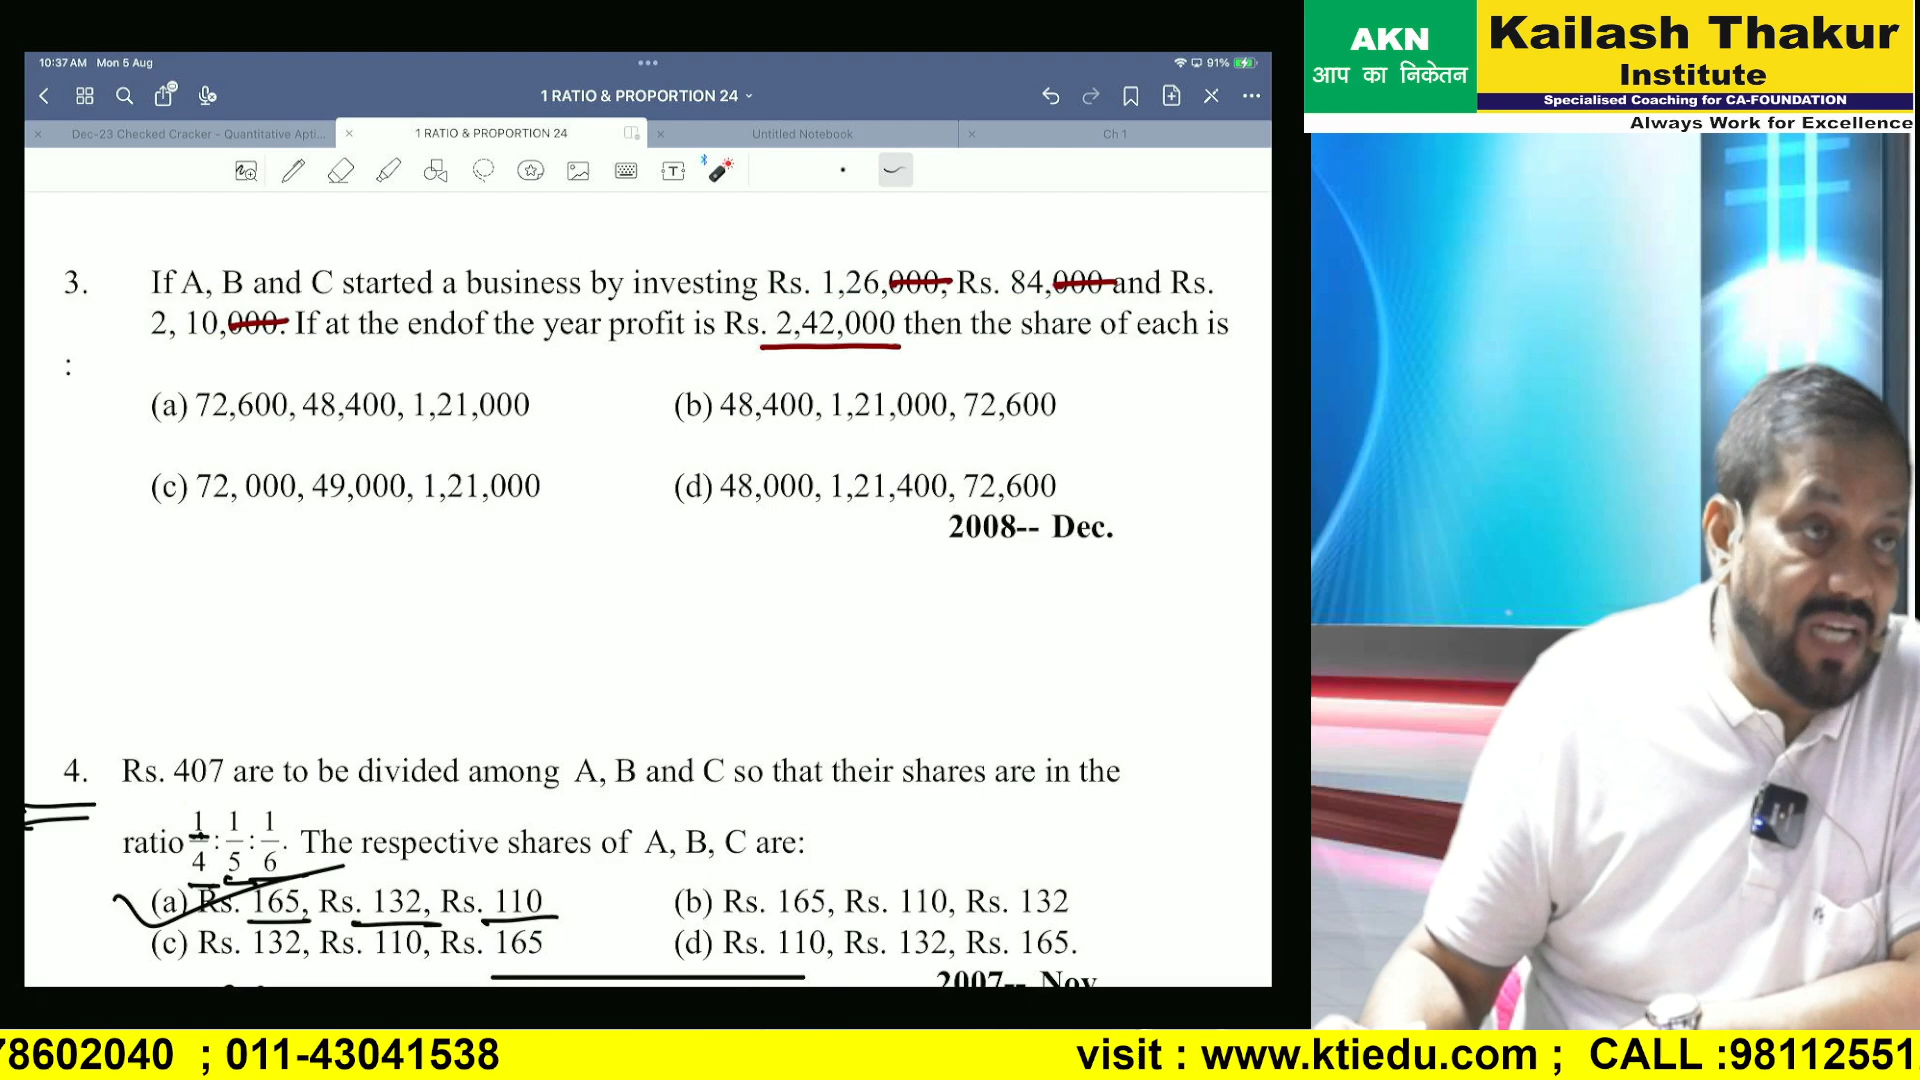 AKN
आप का निकेतन
Kailash Thakur
Institute
Specialised Coaching for CA-FOUNDATION
Always Work for Excellence
10:37 AM Mon 5 Aug
91%
1 RATIO & PROPORTION 24
Dec-23 Checked Cracker - Quantitative Apti...
1 RATIO & PROPORTION 24
Untitled Notebook
Ch 1
3. If A, B and C started a business by investing Rs. 1,26,000, Rs. 84,000 and Rs.
2, 10,000. If at the endof the year profit is Rs. 2,42,000 then the share of each is
:
(a) 72,600, 48,400, 1,21,000 (b) 48,400, 1,21,000, 72,600
(c) 72, 000, 49,000, 1,21,000 (d) 48,000, 1,21,400, 72,600
2008-- Dec.
4. Rs. 407 are to be divided among A, B and C so that their shares are in the
ratio 1/4 : 1/5 : 1/6. The respective shares of A, B, C are:
(a) Rs. 165, Rs. 132, Rs. 110 (b) Rs. 165, Rs. 110, Rs. 132
(c) Rs. 132, Rs. 110, Rs. 165 (d) Rs. 110, Rs. 132, Rs. 165.
2007-- Nov
78602040 ; 011-43041538 visit : www.ktiedu.com ; CALL :98112551